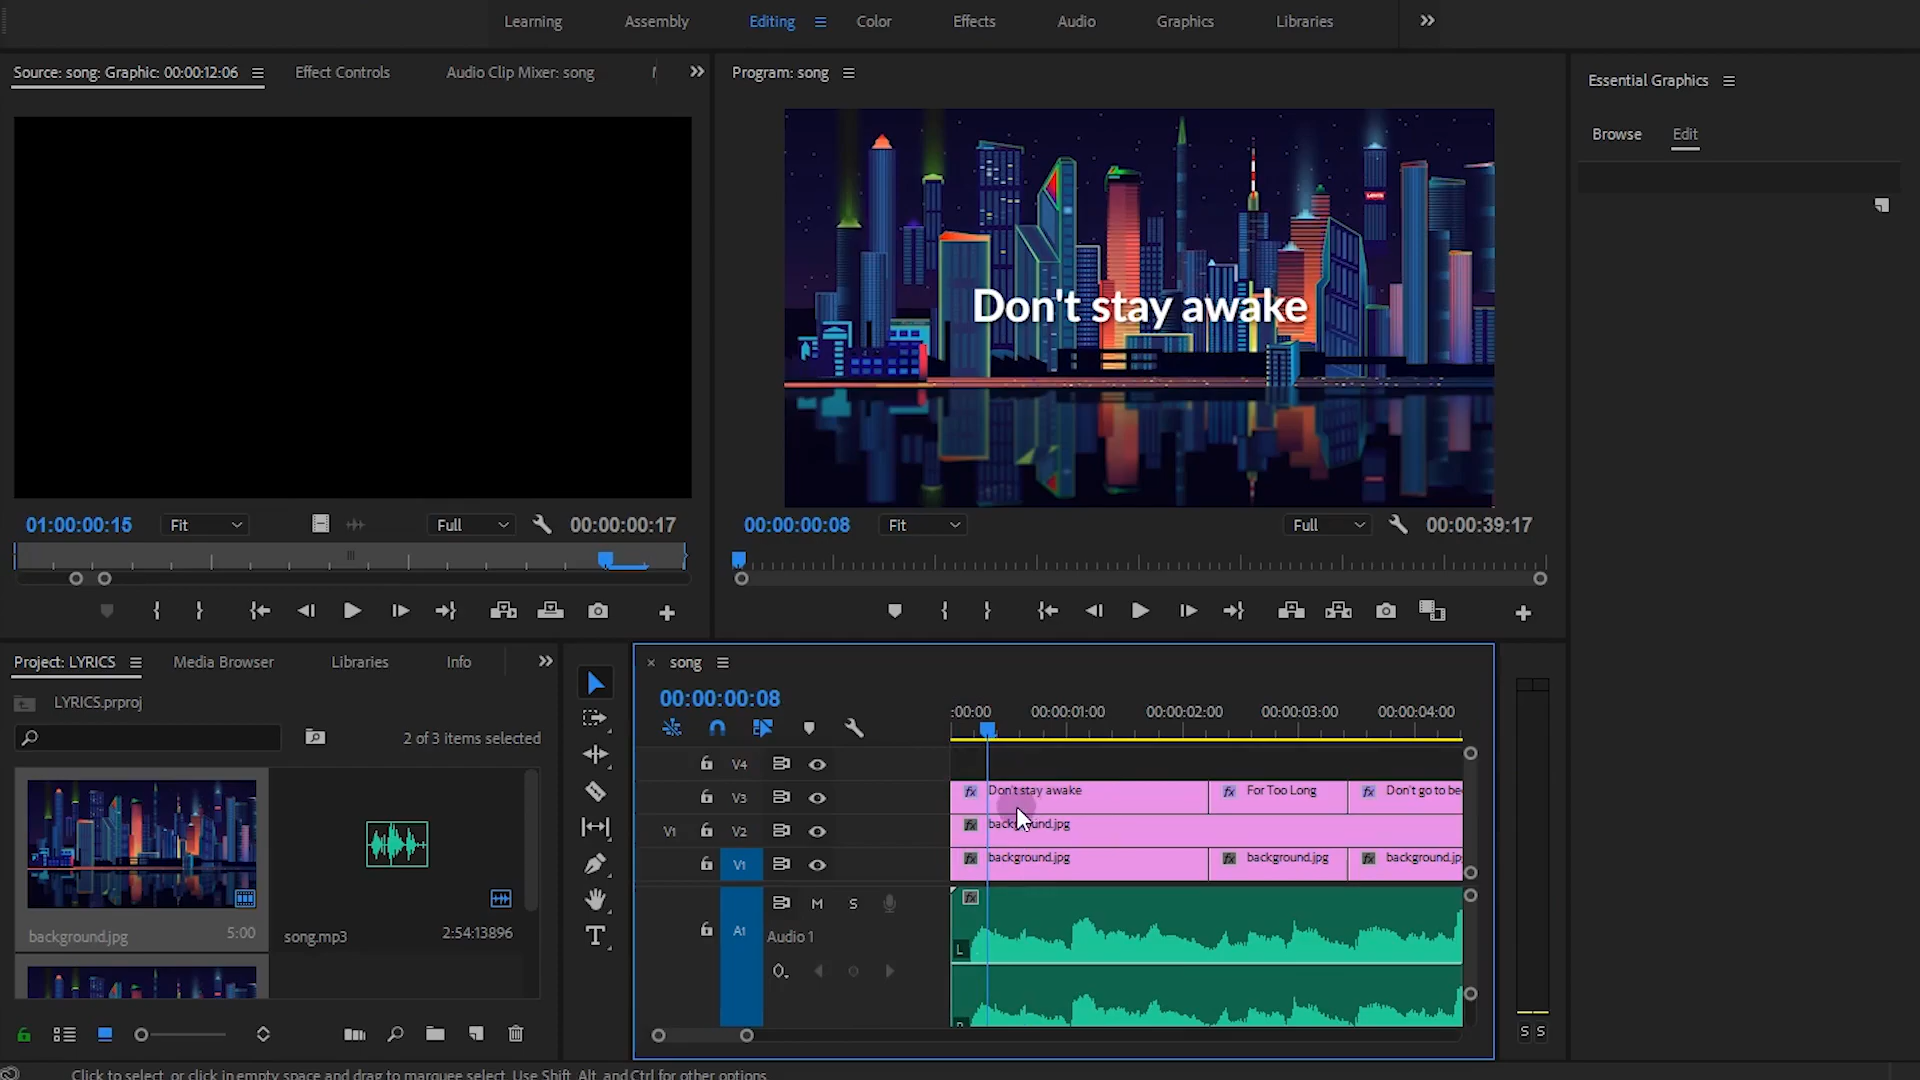 Learning
Assembly
Editing
Color
Effects
Audio
Graphics
Libraries
Source: song: Graphic: 00:00:12:06
Effect Controls
Audio Clip Mixer: song
Program: song
Essential Graphics
Browse
Edit
Don't stay awake
01:00:00:15
Fit
Full
00:00:00:17
00:00:00:08
Fit
Full
00:00:39:17
Project: LYRICS
Media Browser
Libraries
Info
LYRICS.prproj
2 of 3 items selected
background.jpg
5:00
song.mp3
2:54:13896
song
00:00:00:08
:00:00
00:00:01:00
00:00:02:00
00:00:03:00
00:00:04:00
V4
V3
Don't stay awake
For Too Long
Don't go to be
V1
V2
background.jpg
V1
background.jpg
background.jpg
background.jp
A1
M
S
Audio 1
L
R
S S
Click to select, or click in empty space and drag to marquee select. Use Shift, Alt, and Ctrl for other options.